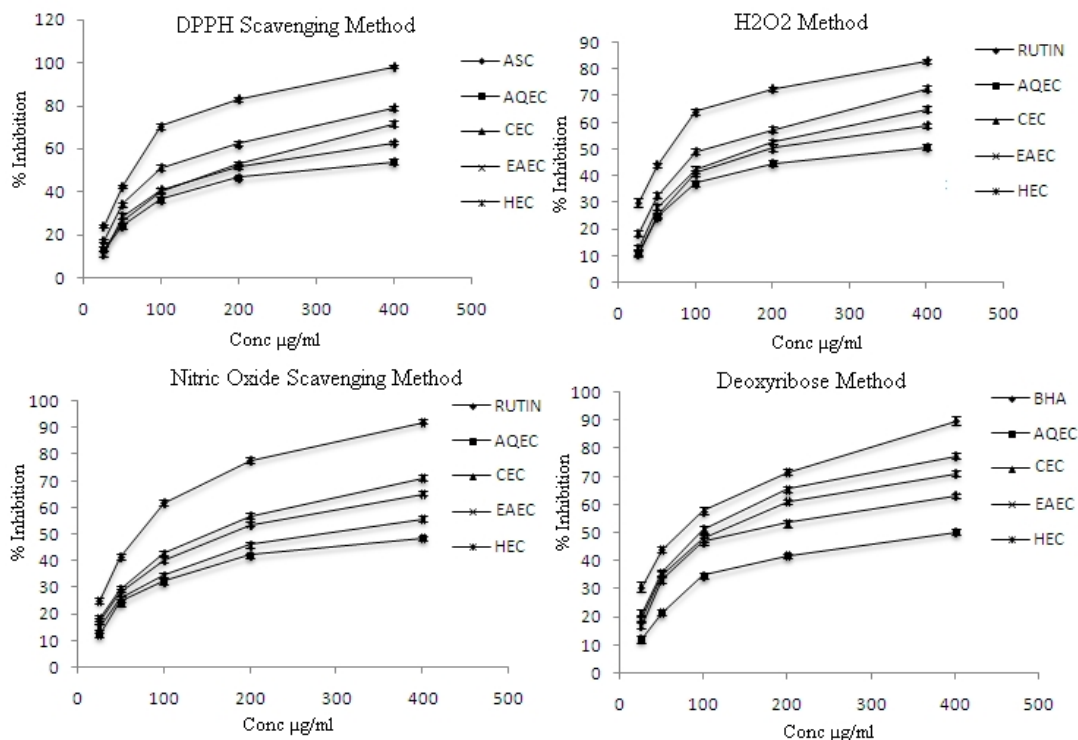 DPPH Scavenging Method
120
100
80
60
40
20
0
% Inhibition
0 100 200 300 400 500
Conc µg/ml
ASC
AQEC
CEC
EAEC
HEC
H2O2 Method
90
80
70
60
50
40
30
20
10
0
% Inhibition
0 100 200 300 400 500
Conc µg/ml
RUTIN
AQEC
CEC
EAEC
HEC
Nitric Oxide Scavenging Method
100
90
80
70
60
50
40
30
20
10
0
% Inhibition
0 100 200 300 400 500
Conc µg/ml
RUTIN
AQEC
CEC
EAEC
HEC
Deoxyribose Method
100
90
80
70
60
50
40
30
20
10
0
% Inhibition
0 100 200 300 400 500
Conc µg/ml
BHA
AQEC
CEC
EAEC
HEC